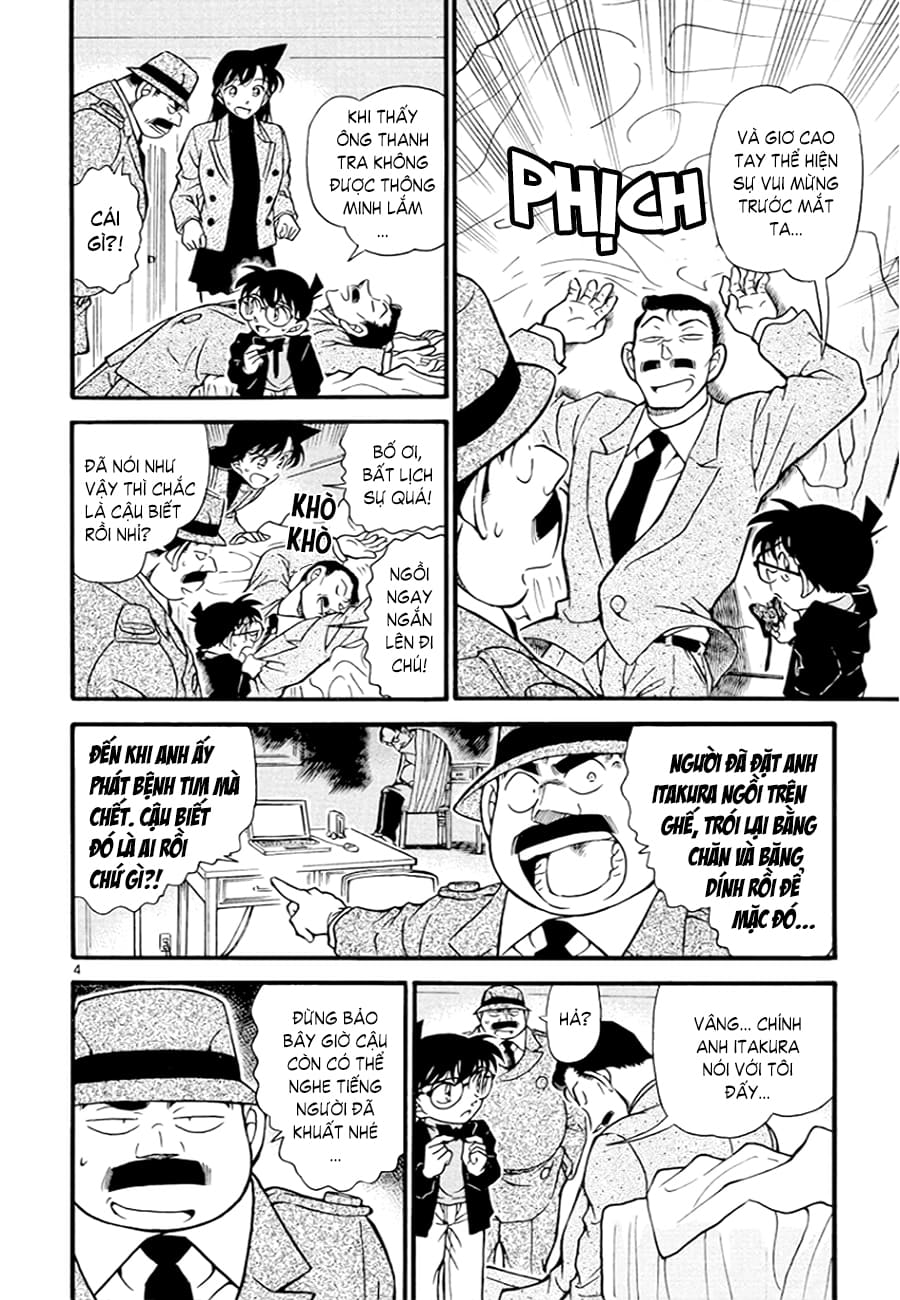 VÀ GIƠ CAO
TAY THỂ HIỆN
SỰ VUI MỪNG
TRƯỚC MẮT
TA...
PHỊCH
KHI THẤY
ÔNG THANH
TRA KHÔNG
ĐƯỢC THÔNG
MINH LẮM
...
CÁI
GÌ?!
BỐ ƠI,
BẤT LỊCH
SỰ QUÁ!
NGỒI
NGAY
NGẮN
LÊN ĐI
CHÚ!
KHÒ
KHÒ
ĐÃ NÓI NHƯ
VẬY THÌ CHẮC
LÀ CẬU BIẾT
RỒI NHỈ?
NGƯỜI ĐÃ ĐẶT ANH
ITAKURA NGỒI TRÊN
GHẾ, TRÓI LẠI BẰNG
CHĂN VÀ BĂNG
DÍNH RỒI ĐỂ
MẶC ĐÓ...
ĐẾN KHI ANH ẤY
PHÁT BỆNH TIM MÀ
CHẾT. CẬU BIẾT
ĐÓ LÀ AI RỒI
CHỨ GÌ?!
VÂNG... CHÍNH
ANH ITAKURA
NÓI VỚI TÔI
ĐẤY...
HẢ?
ĐỪNG BẢO
BÂY GIỜ CẬU
CÒN CÓ THỂ
NGHE TIẾNG
NGƯỜI ĐÃ
KHUẤT NHÉ
...
4